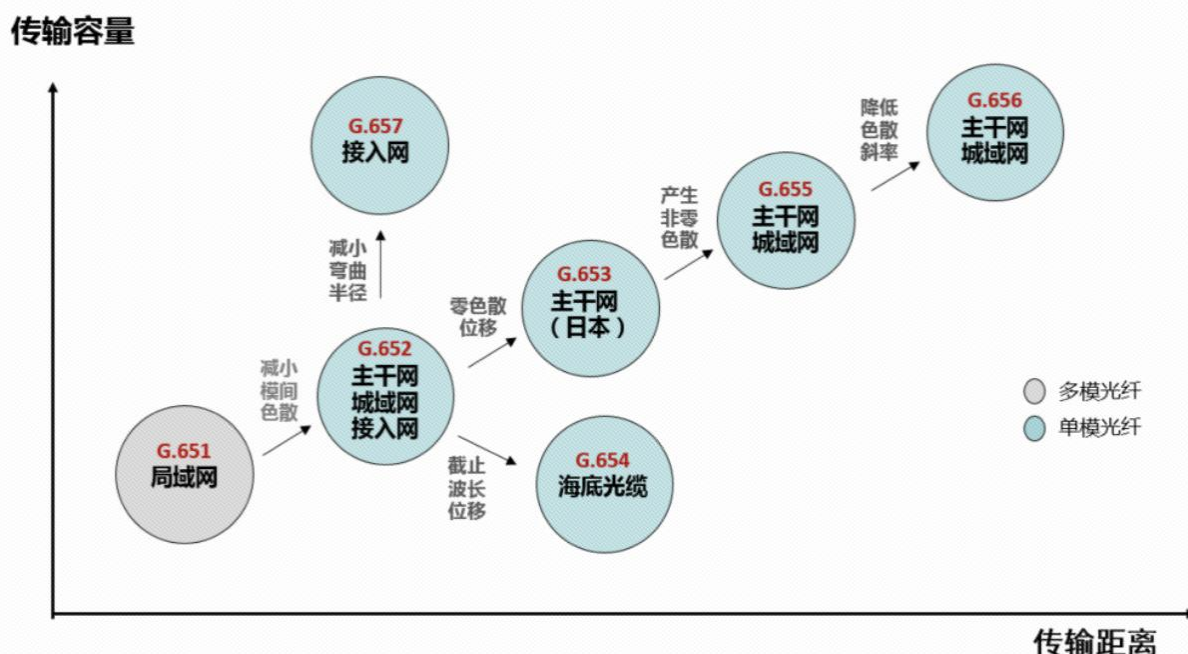 传输容量
G.657
接入网
减小
弯曲
半径
G.656
主干网
城域网
降低
色散
斜率
G.655
主干网
城域网
产生
非零
色散
G.653
主干网
（日本）
零色散
位移
G.652
主干网
城域网
接入网
减小
模间
色散
G.651
局域网
截止
波长
位移
G.654
海底光缆
多模光纤
单模光纤
传输距离